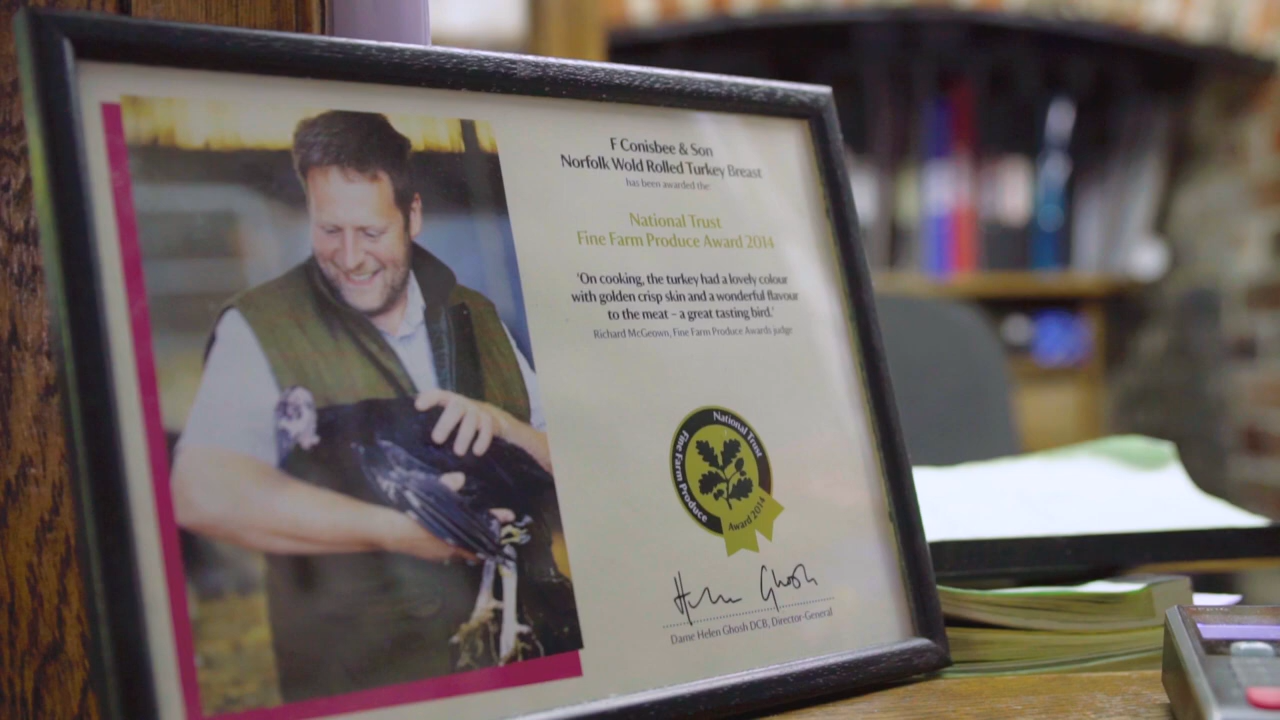 F Conisbee & Son
Norfolk Wold Rolled Turkey Breast
has been awarded the
National Trust
Fine Farm Produce Award 2014
'On cooking, the turkey had a lovely colour
with golden crisp skin and a wonderful flavour
to the meat – a great tasting bird.'
Richard McGeown, Fine Farm Produce Awards judge
National Trust
Fine Farm Produce
Award 2014
Helen Ghosh
Dame Helen Ghosh DCB, Director-General